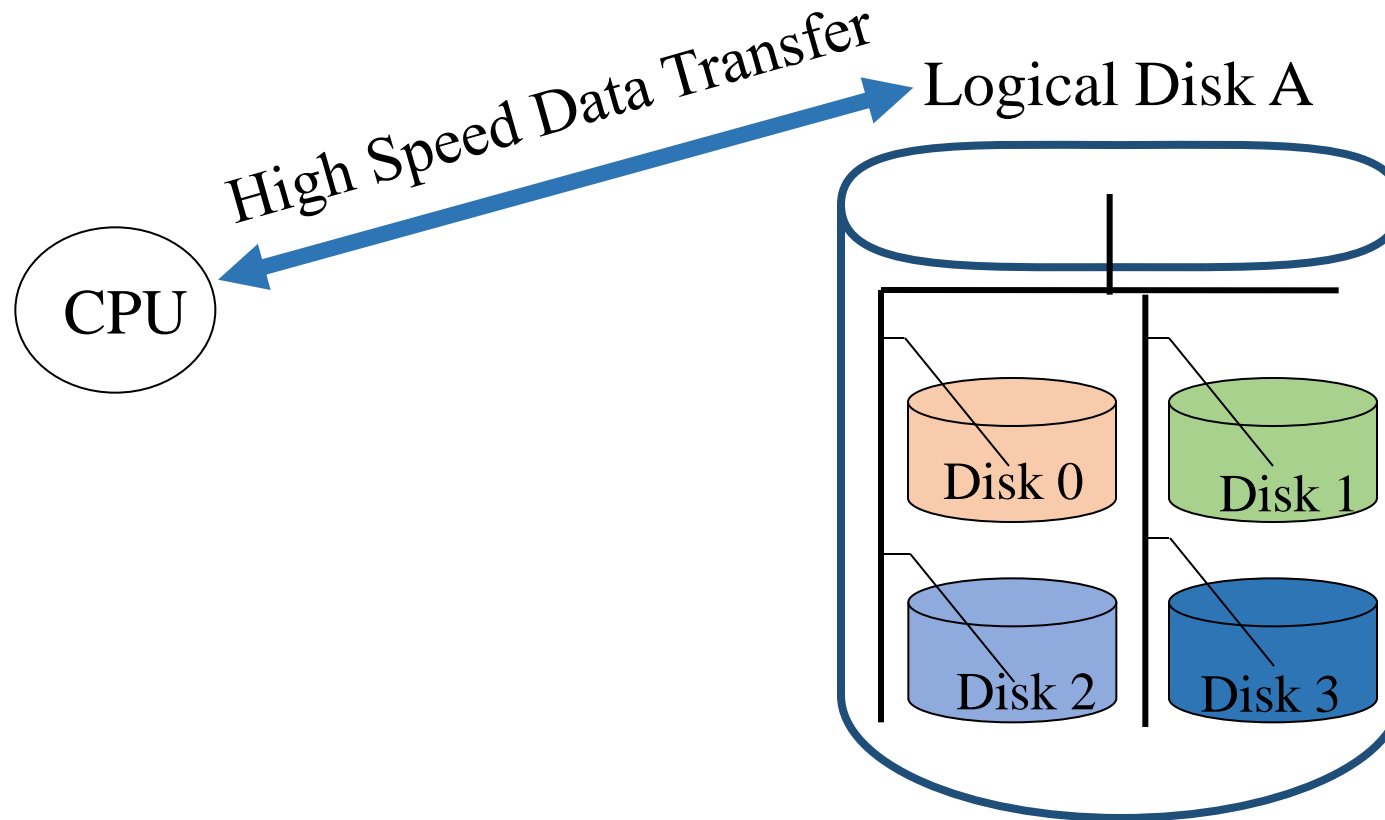 High Speed Data Transfer
Logical Disk A
CPU
Disk 0
Disk 1
Disk 2
Disk 3